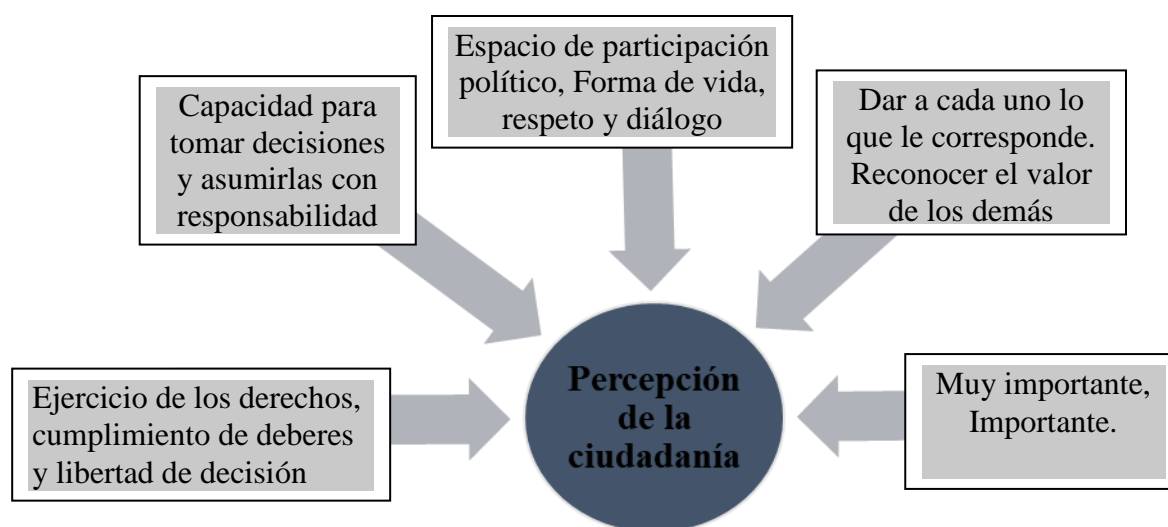 Espacio de participación
político, Forma de vida,
respeto y diálogo
Capacidad para
tomar decisiones
y asumirlas con
responsabilidad
Dar a cada uno lo
que le corresponde.
Reconocer el valor
de los demás
Ejercicio de los derechos,
cumplimiento de deberes
y libertad de decisión
Percepción
de la
ciudadanía
Muy importante,
Importante.